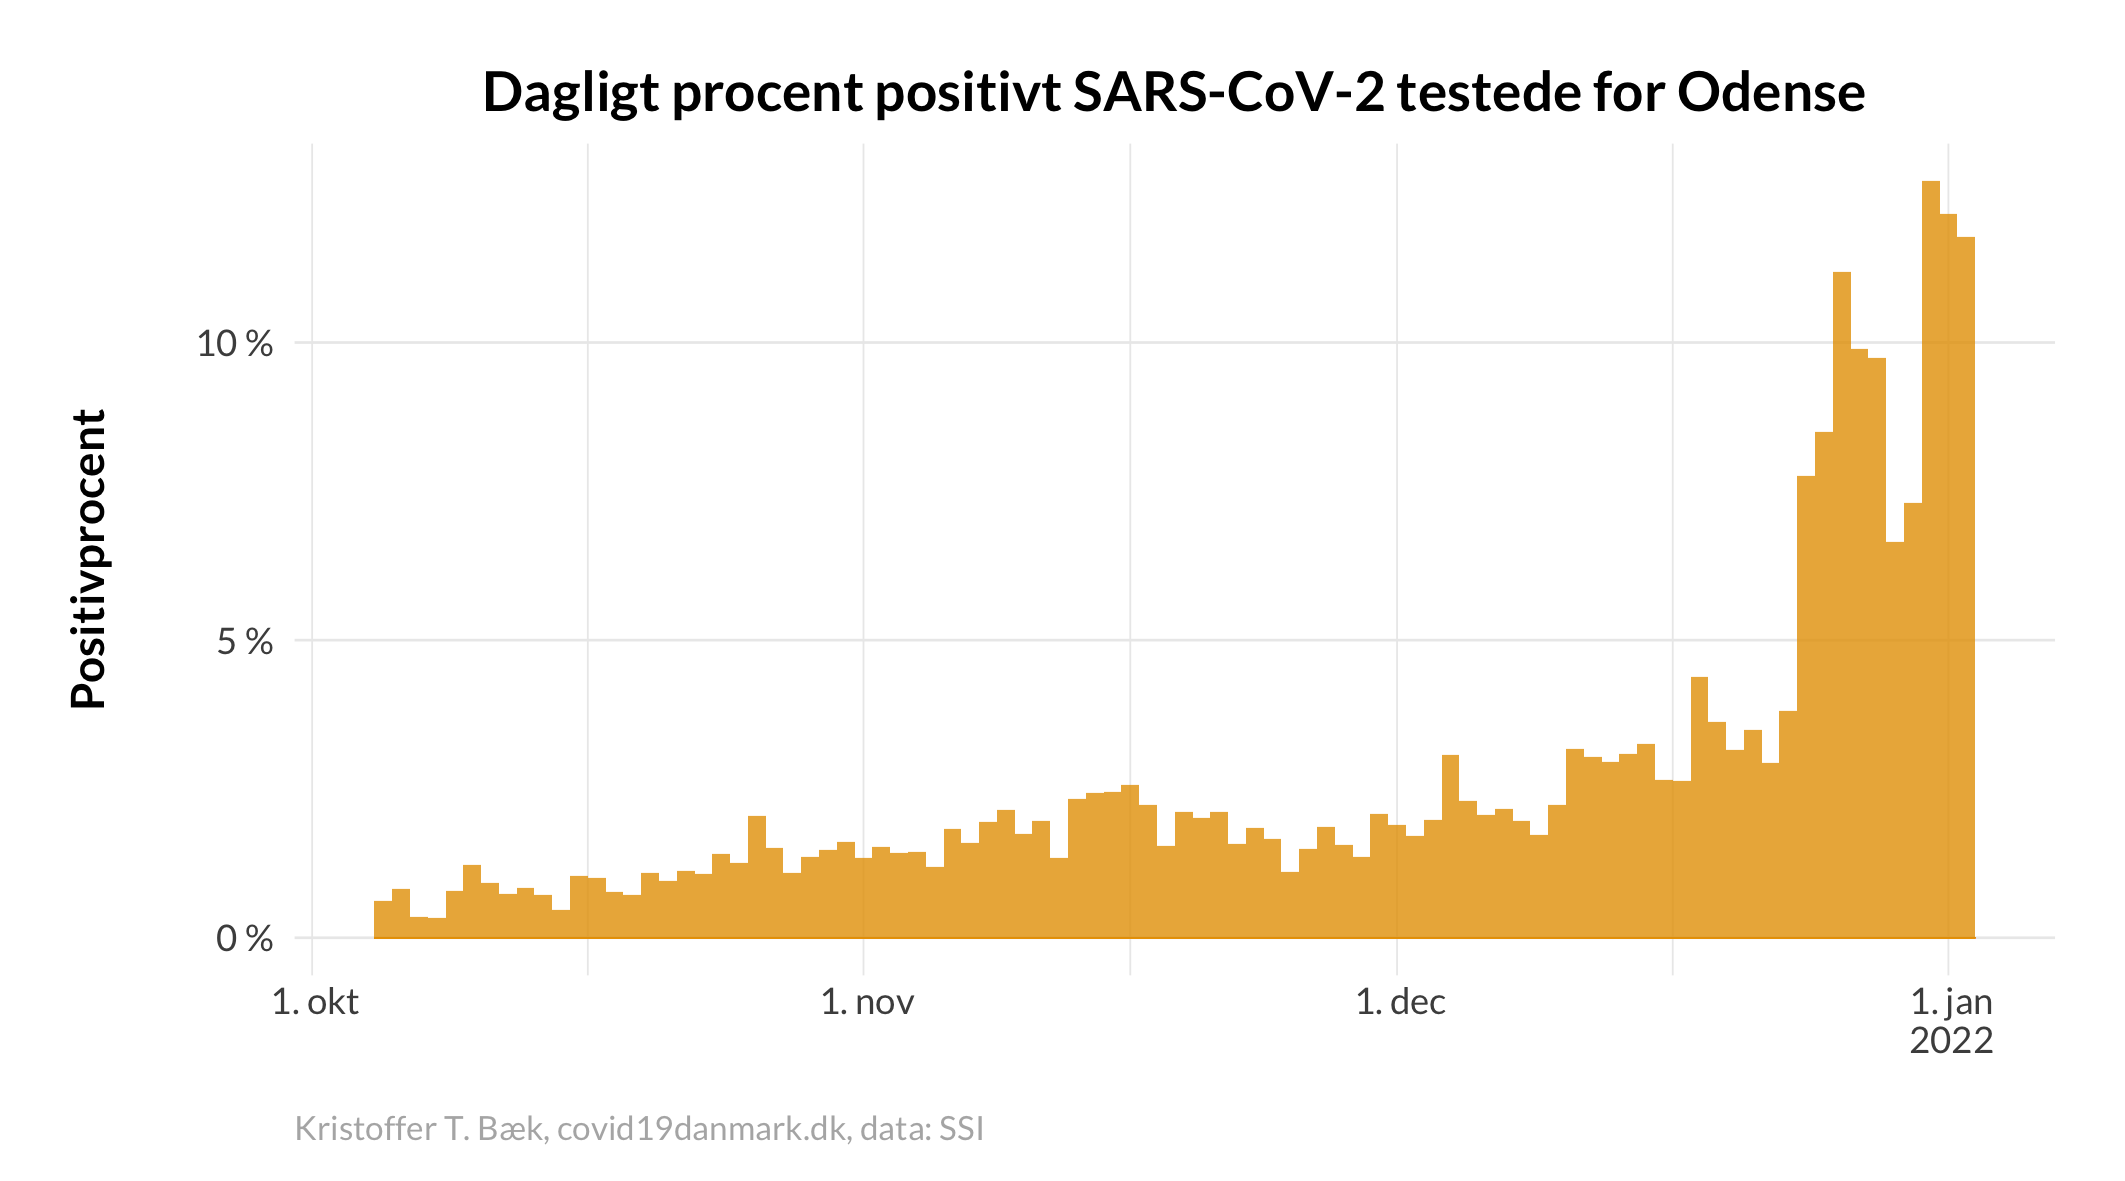 Dagligt procent positivt SARS-CoV-2 testede for Odense
Positivprocent
10 %
5 %
0 %
1. okt
1. nov
1. dec
1. jan
2022
Kristoffer T. Bæk, covid19danmark.dk, data: SSI